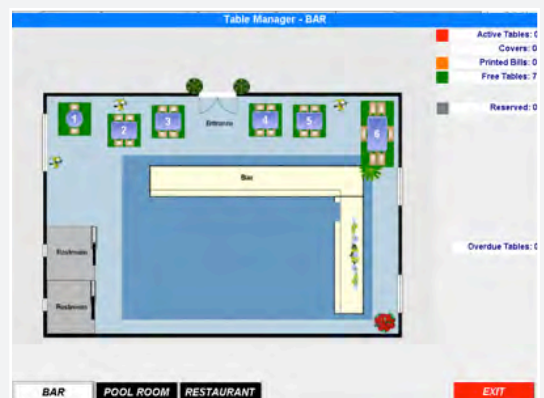 Table Manager - BAR
Active Tables: 0
Covers: 0
Printed Bills: 0
Free Tables: 7
Reserved: 0
Overdue Tables: 0
1
2
3
Entrance
4
5
6
Bar
Restroom
Restroom
BAR
POOL ROOM
RESTAURANT
EXIT